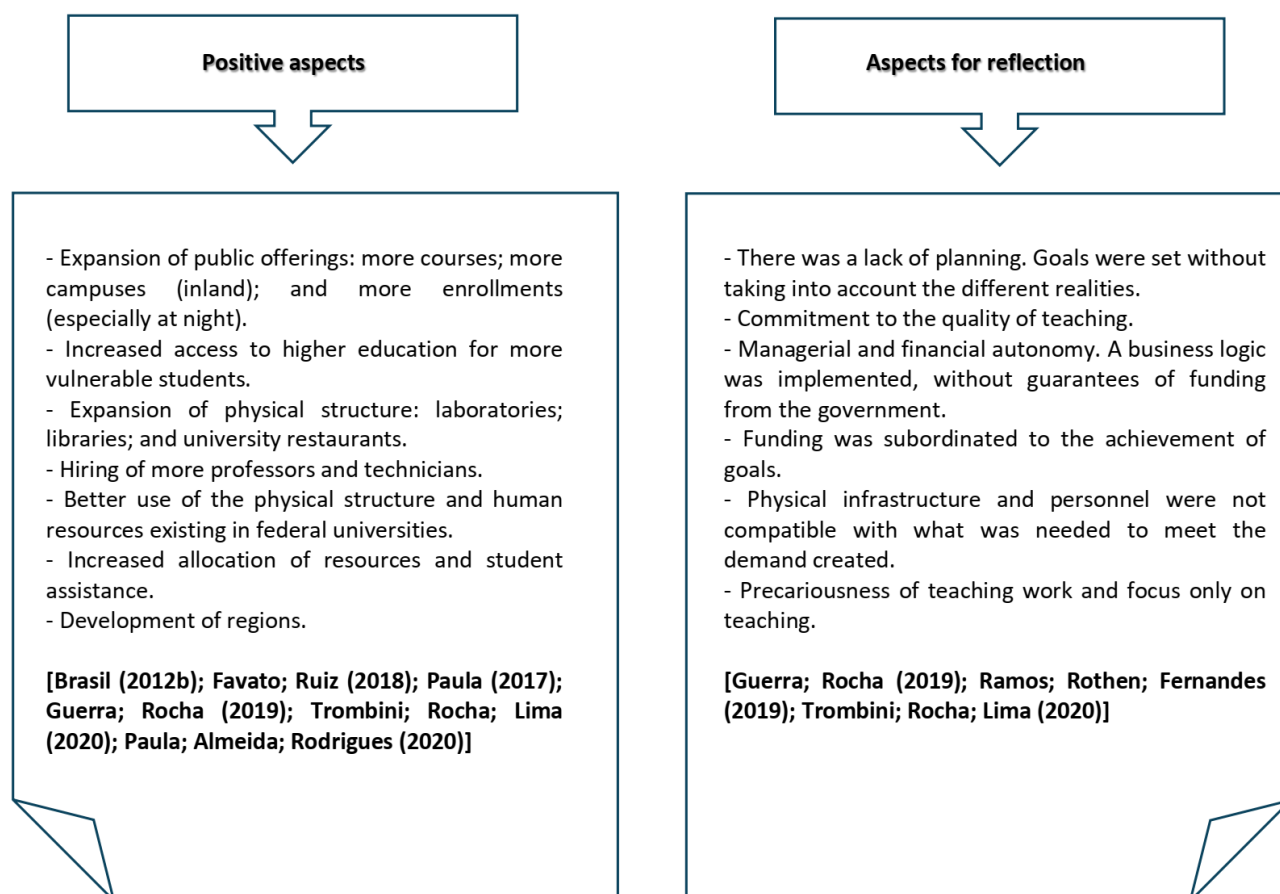 Positive aspects
- Expansion of public offerings: more courses; more
campuses (inland); and more enrollments
(especially at night).
- Increased access to higher education for more
vulnerable students.
- Expansion of physical structure: laboratories;
libraries; and university restaurants.
- Hiring of more professors and technicians.
- Better use of the physical structure and human
resources existing in federal universities.
- Increased allocation of resources and student
assistance.
- Development of regions.
[Brasil (2012b); Favato; Ruiz (2018); Paula (2017);
Guerra; Rocha (2019); Trombini; Rocha; Lima
(2020); Paula; Almeida; Rodrigues (2020)]
Aspects for reflection
- There was a lack of planning. Goals were set without
taking into account the different realities.
- Commitment to the quality of teaching.
- Managerial and financial autonomy. A business logic
was implemented, without guarantees of funding
from the government.
- Funding was subordinated to the achievement of
goals.
- Physical infrastructure and personnel were not
compatible with what was needed to meet the
demand created.
- Precariousness of teaching work and focus only on
teaching.
[Guerra; Rocha (2019); Ramos; Rothen; Fernandes
(2019); Trombini; Rocha; Lima (2020)]